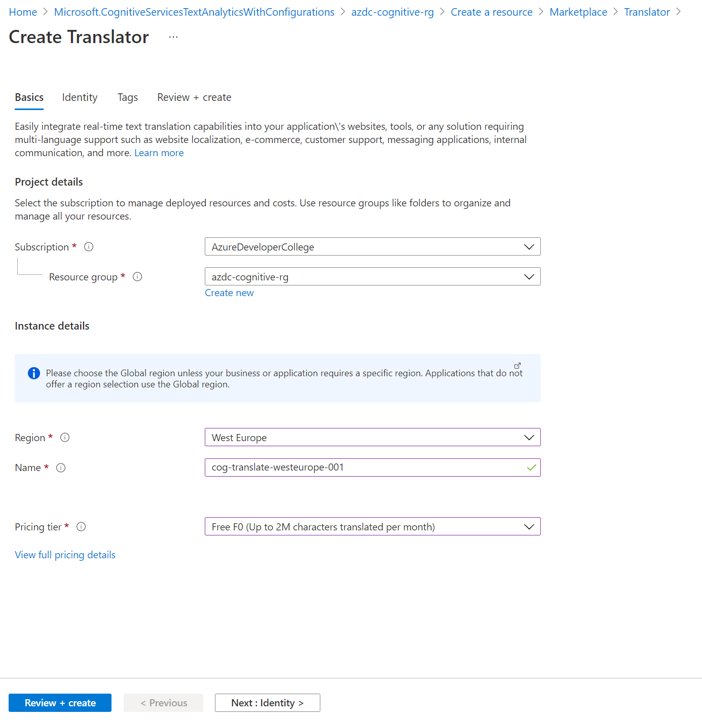 Home > Microsoft.CognitiveServicesTextAnalyticsWithConfigurations > azdc-cognitive-rg > Create a resource > Marketplace > Translator >
Create Translator ...
Basics Identity Tags Review + create
Easily integrate real-time text translation capabilities into your application\'s websites, tools, or any solution requiring
multi-language support such as website localization, e-commerce, customer support, messaging applications, internal
communication, and more. Learn more
Project details
Select the subscription to manage deployed resources and costs. Use resource groups like folders to organize and
manage all your resources.
Subscription * AzureDeveloperCollege
Resource group * azdc-cognitive-rg
Create new
Instance details
Please choose the Global region unless your business or application requires a specific region. Applications that do not
offer a region selection use the Global region.
Region * West Europe
Name * cog-translate-westeurope-001
Pricing tier * Free F0 (Up to 2M characters translated per month)
View full pricing details
Review + create < Previous Next : Identity >